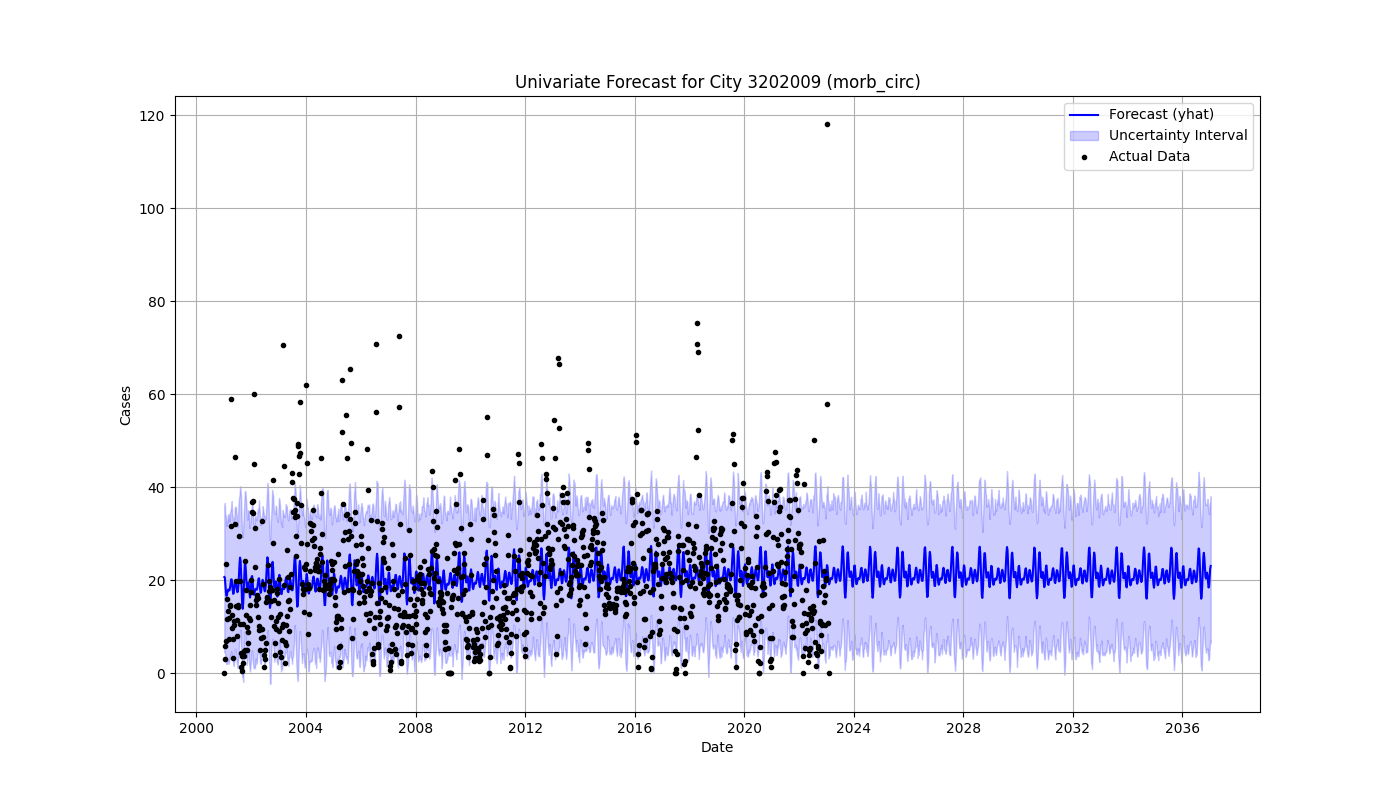 Univariate Forecast for City 3202009 (morb_circ)
Forecast (yhat)
Uncertainty Interval
Actual Data
120
100
80
60
40
20
0
Cases
2000 2004 2008 2012 2016 2020 2024 2028 2032 2036
Date